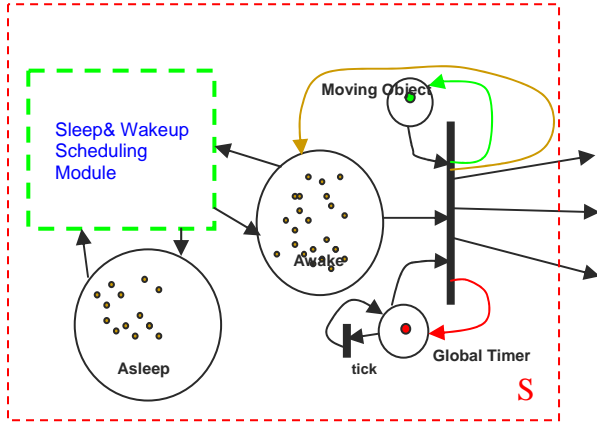 Moving Object
Sleep& Wakeup
Scheduling
Module
Awake
Asleep
Global Timer
tick
S